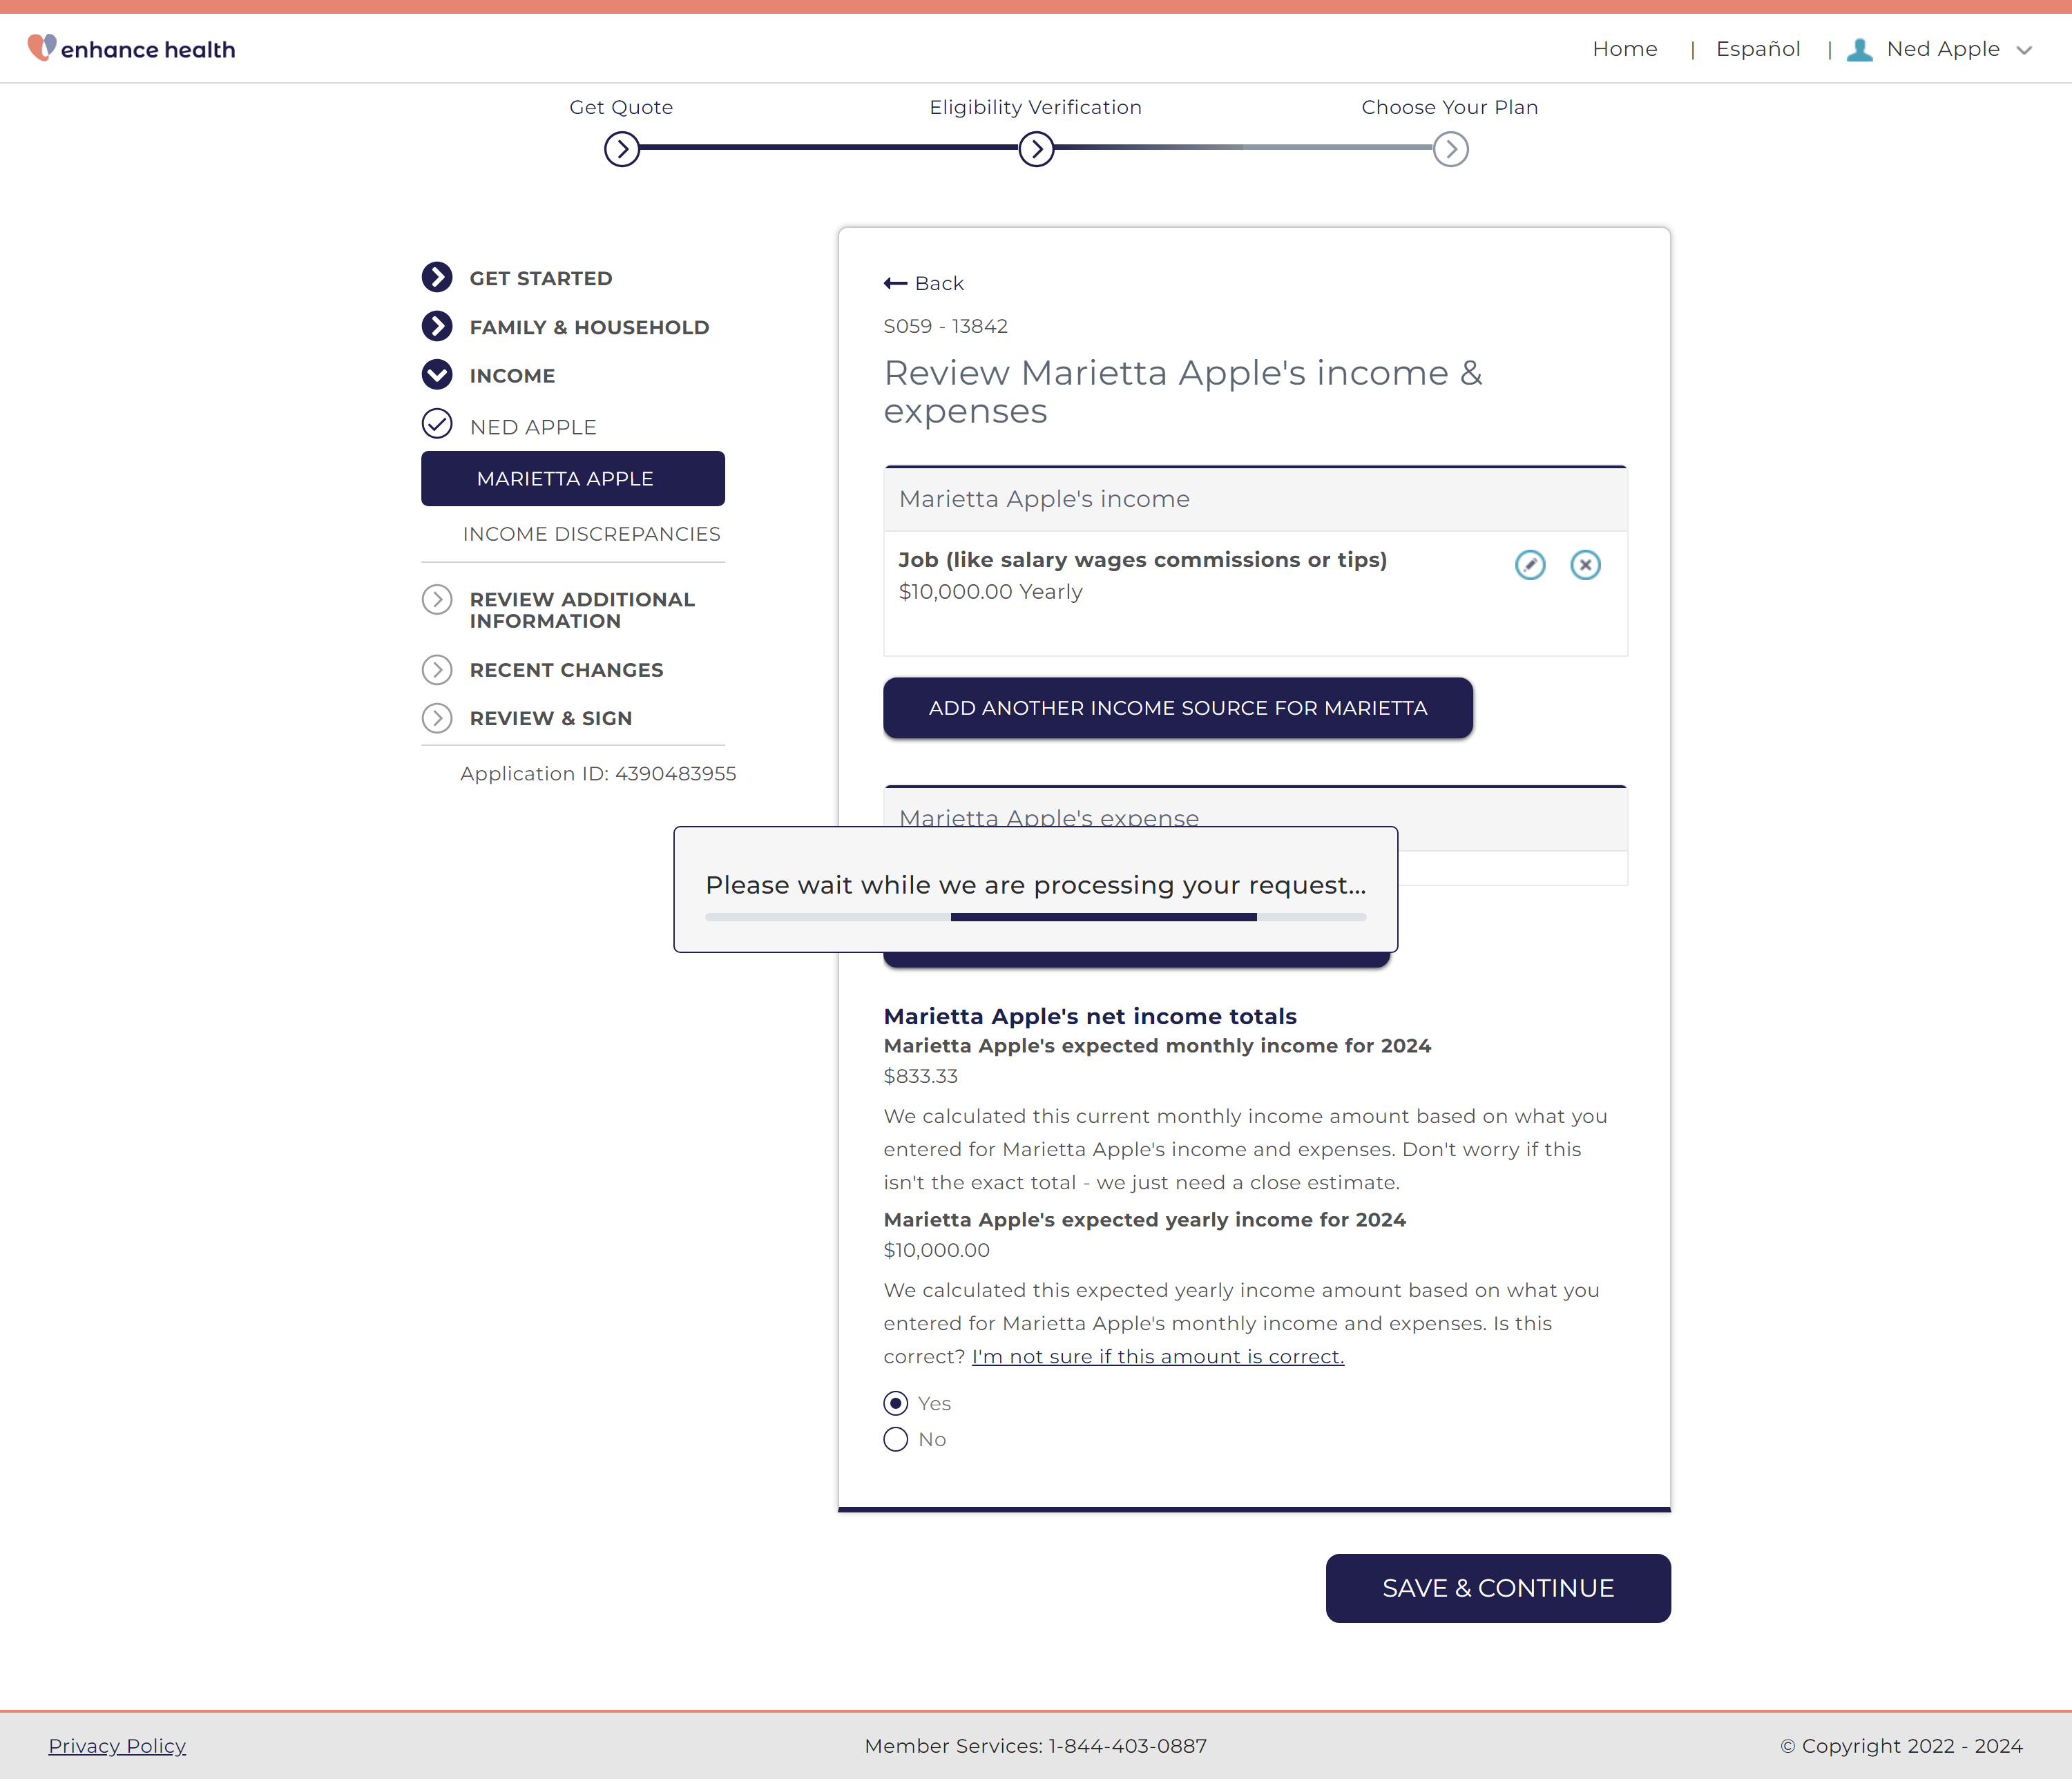 enhance health
Home | Español | Ned Apple
Get Quote
Eligibility Verification
Choose Your Plan
GET STARTED
FAMILY & HOUSEHOLD
INCOME
NED APPLE
MARIETTA APPLE
INCOME DISCREPANCIES
REVIEW ADDITIONAL
INFORMATION
RECENT CHANGES
REVIEW & SIGN
Application ID: 4390483955
Back
S059 - 13842
Review Marietta Apple's income &
expenses
Marietta Apple's income
Job (like salary wages commissions or tips)
$10,000.00 Yearly
ADD ANOTHER INCOME SOURCE FOR MARIETTA
Marietta Apple's expense
Please wait while we are processing your request...
Marietta Apple's net income totals
Marietta Apple's expected monthly income for 2024
$833.33
We calculated this current monthly income amount based on what you
entered for Marietta Apple's income and expenses. Don't worry if this
isn't the exact total - we just need a close estimate.
Marietta Apple's expected yearly income for 2024
$10,000.00
We calculated this expected yearly income amount based on what you
entered for Marietta Apple's monthly income and expenses. Is this
correct? I'm not sure if this amount is correct.
Yes
No
SAVE & CONTINUE
Privacy Policy
Member Services: 1-844-403-0887
© Copyright 2022 - 2024